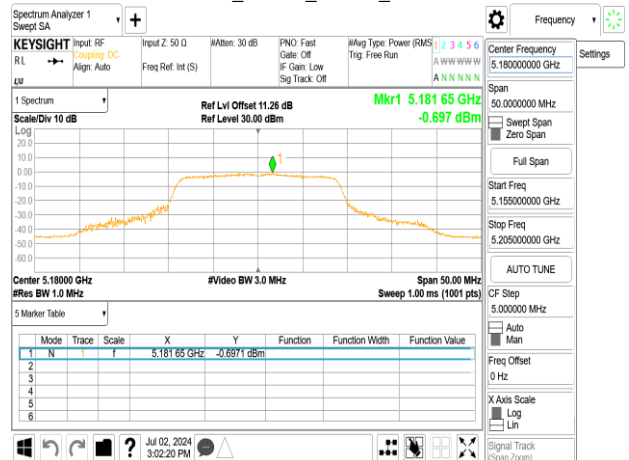 Spectrum Analyzer 1
Swept SA
Frequency
KEYSIGHT
RL
Input: RF
Coupling: DC
Align: Auto
Input Z: 50 Ω
Freq Ref: Int (S)
#Atten: 30 dB
PNO: Fast
Gate: Off
IF Gain: Low
Sig Track: Off
#Avg Type: Power (RMS
Trig: Free Run
1 2 3 4 5 6
A W W W W W
A N N N N N
Center Frequency
5.180000000 GHz
Settings
Span
50.0000000 MHz
Swept Span
Zero Span
Full Span
Start Freq
5.155000000 GHz
Stop Freq
5.205000000 GHz
AUTO TUNE
CF Step
5.000000 MHz
Auto
Man
Freq Offset
0 Hz
X Axis Scale
Log
Lin
Signal Track
(Span Zoom)
1 Spectrum
Scale/Div 10 dB
Ref Lvl Offset 11.26 dB
Ref Level 30.00 dBm
Mkr1 5.181 65 GHz
-0.697 dBm
Log
20.0
10.0
0.00
-10.0
-20.0
-30.0
-40.0
-50.0
-60.0
1
Center 5.18000 GHz
#Res BW 1.0 MHz
#Video BW 3.0 MHz
Span 50.00 MHz
Sweep 1.00 ms (1001 pts)
5 Marker Table
Mode Trace Scale X Y Function Function Width Function Value
1 N 1 f 5.181 65 GHz -0.6971 dBm
2
3
4
5
6
?
Jul 02, 2024
3:02:20 PM